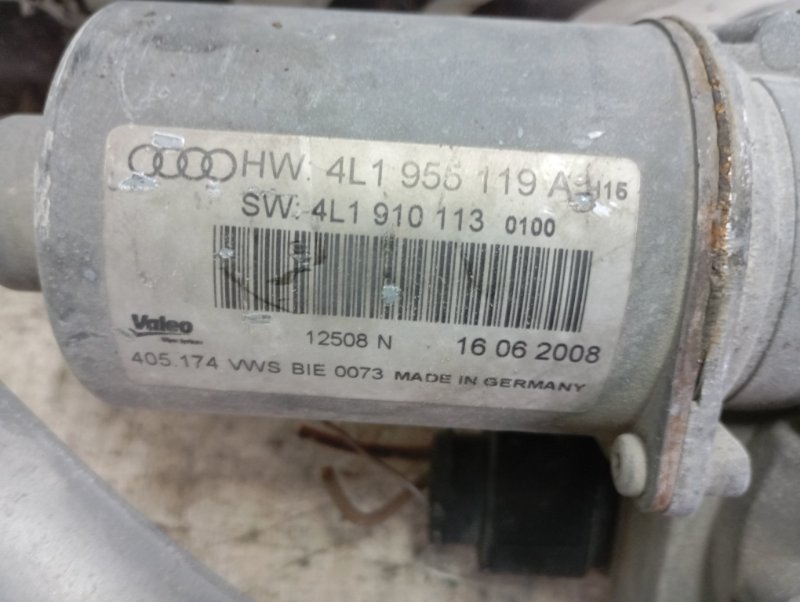 HW: 4L1 955 119 A H15
SW: 4L1 910 113 0100
Valeo
12508 N 16 06 2008
405.174 VWS BIE 0073 MADE IN GERMANY